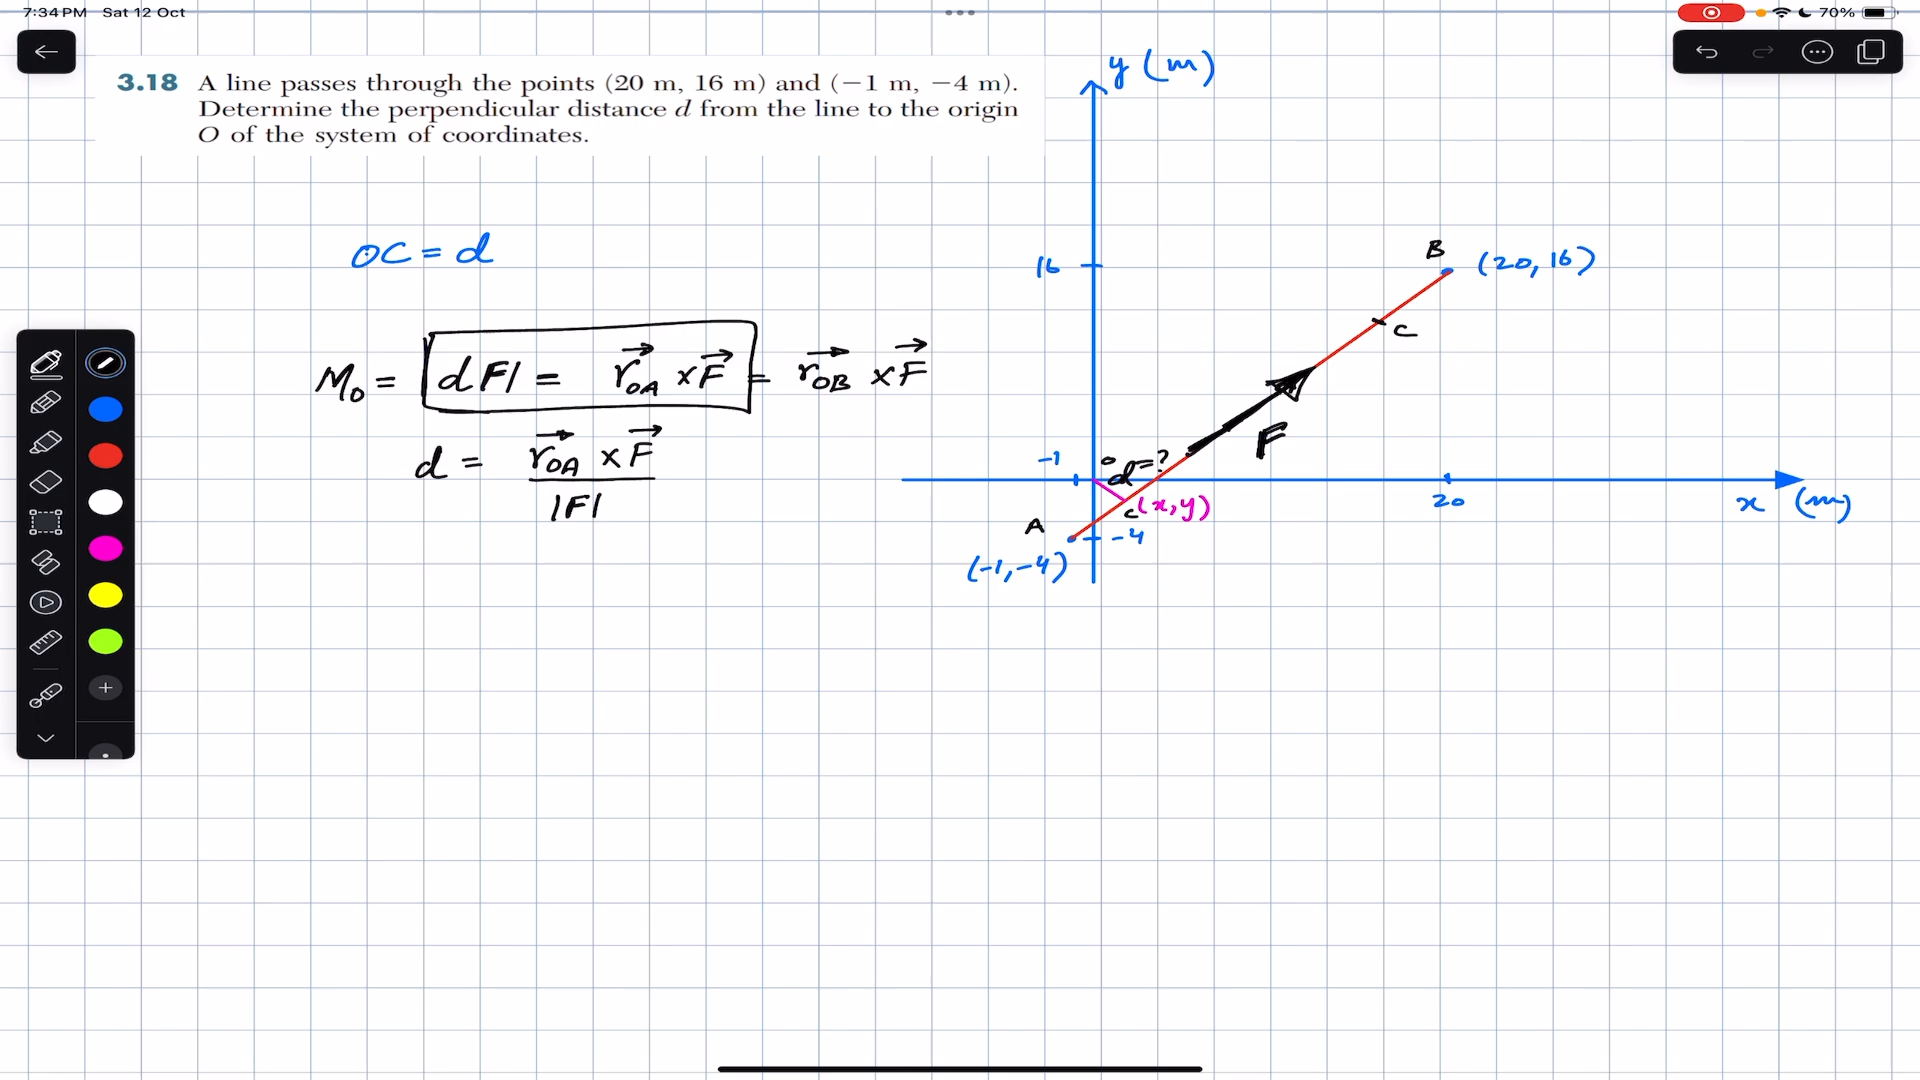 7:34 PM Sat 12 Oct
70%
3.18 A line passes through the points (20 m, 16 m) and (−1 m, −4 m).
Determine the perpendicular distance d from the line to the origin
O of the system of coordinates.
y (m)
OC = d
16
B (20, 16)
C
M₀ = dF| = r⃗OA × F⃗ = r⃗OB × F⃗
d = r⃗OA × F⃗
|F|
F
-1
o
d=?
c(x,y)
20
x (m)
A
-4
(-1,-4)